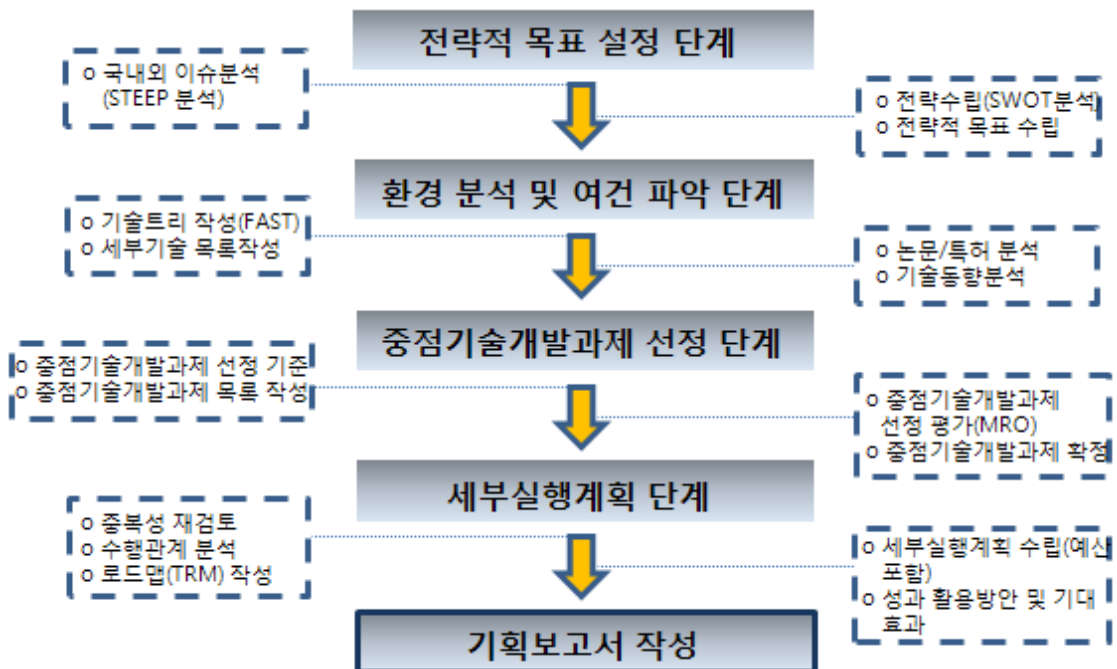 전략적 목표 설정 단계
o 국내외 이슈분석
(STEEP 분석)
o 전략수립(SWOT분석)
o 전략적 목표 수립
환경 분석 및 여건 파악 단계
o 기술트리 작성(FAST)
o 세부기술 목록작성
o 논문/특허 분석
o 기술동향분석
중점기술개발과제 선정 단계
o 중점기술개발과제 선정 기준
o 중점기술개발과제 목록 작성
o 중점기술개발과제
선정 평가(MRO)
o 중점기술개발과제 확정
세부실행계획 단계
o 중복성 재검토
o 수행관계 분석
o 로드맵(TRM) 작성
o 세부실행계획 수립(예산
포함)
o 성과 활용방안 및 기대
효과
기획보고서 작성